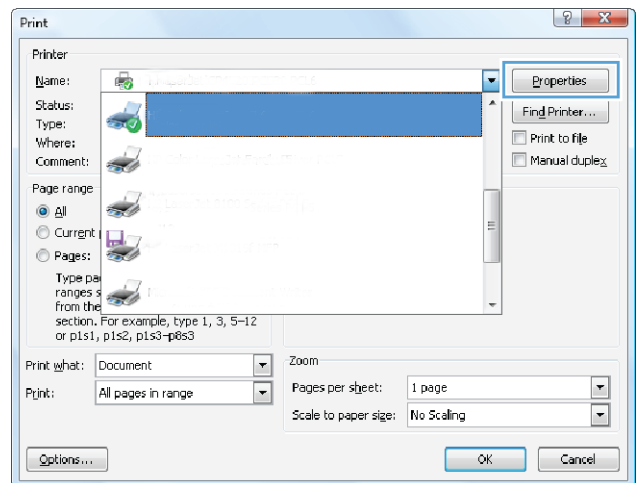 Print
Printer
Name:
Properties
Status:
Find Printer...
Type:
Where:
Print to file
Comment:
Manual duplex
Page range
All
Current
Pages:
Type
ranges
from the
section. For example, type 1, 3, 5–12
or p1s1, p1s2, p1s3–p8s3
Print what: Document
Zoom
Print: All pages in range
Pages per sheet: 1 page
Scale to paper size: No Scaling
Options...
OK
Cancel